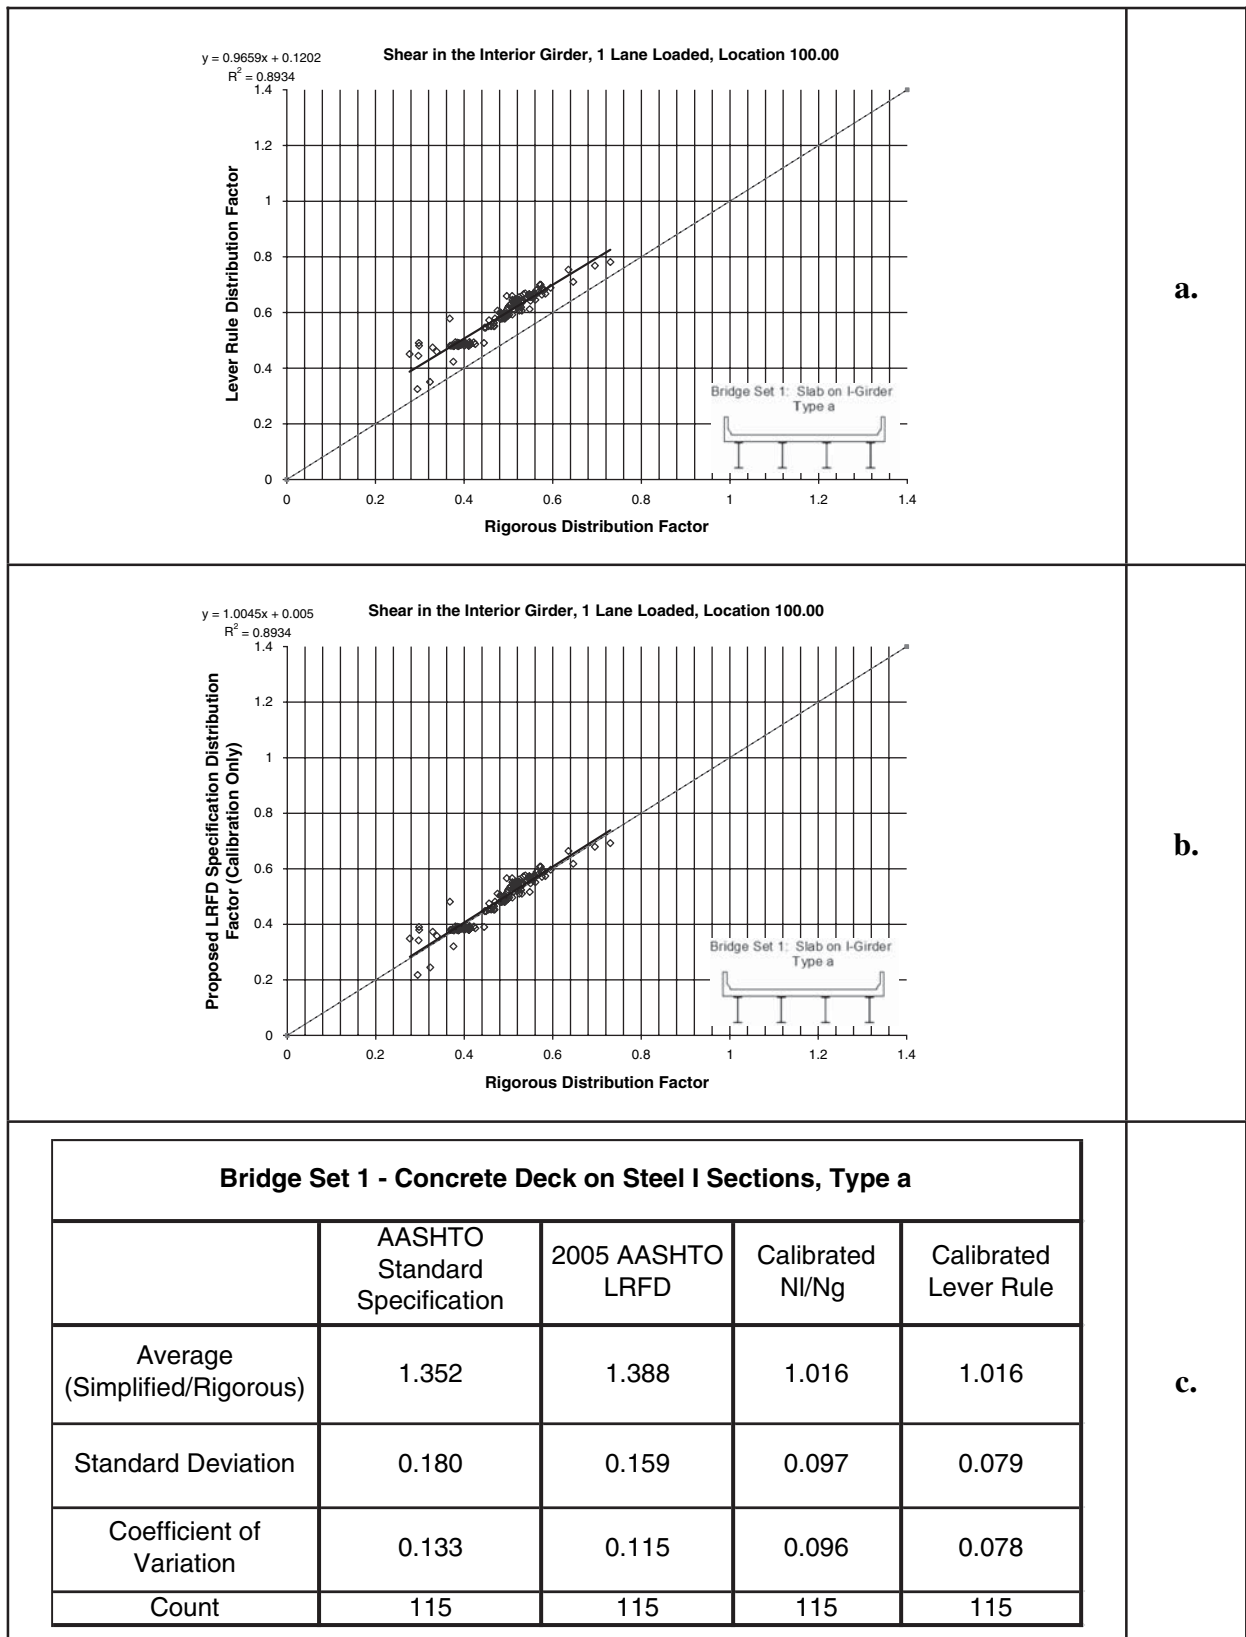 y = 0.9659x + 0.1202
R² = 0.8934
Shear in the Interior Girder, 1 Lane Loaded, Location 100.00
Lever Rule Distribution Factor
1.4
1.2
1
0.8
0.6
0.4
0.2
0
0 0.2 0.4 0.6 0.8 1 1.2 1.4
Rigorous Distribution Factor
Bridge Set 1: Slab on I-Girder
Type a
a.
y = 1.0045x + 0.005
R² = 0.8934
Shear in the Interior Girder, 1 Lane Loaded, Location 100.00
Proposed LRFD Specification Distribution
Factor (Calibration Only)
1.4
1.2
1
0.8
0.6
0.4
0.2
0
0 0.2 0.4 0.6 0.8 1 1.2 1.4
Rigorous Distribution Factor
Bridge Set 1: Slab on I-Girder
Type a
b.
Bridge Set 1 - Concrete Deck on Steel I Sections, Type a
AASHTO
Standard
Specification
2005 AASHTO
LRFD
Calibrated
Nl/Ng
Calibrated
Lever Rule
Average
(Simplified/Rigorous)
1.352 1.388 1.016 1.016
Standard Deviation 0.180 0.159 0.097 0.079
Coefficient of
Variation
0.133 0.115 0.096 0.078
Count 115 115 115 115
c.